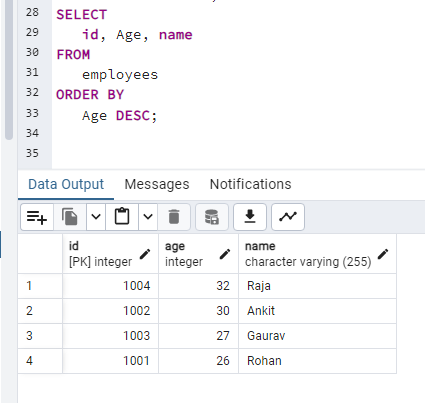 28 SELECT
29 id, Age, name
30 FROM
31 employees
32 ORDER BY
33 Age DESC;
34
35
Data Output Messages Notifications
id age name
[PK] integer integer character varying (255)
1 1004 32 Raja
2 1002 30 Ankit
3 1003 27 Gaurav
4 1001 26 Rohan